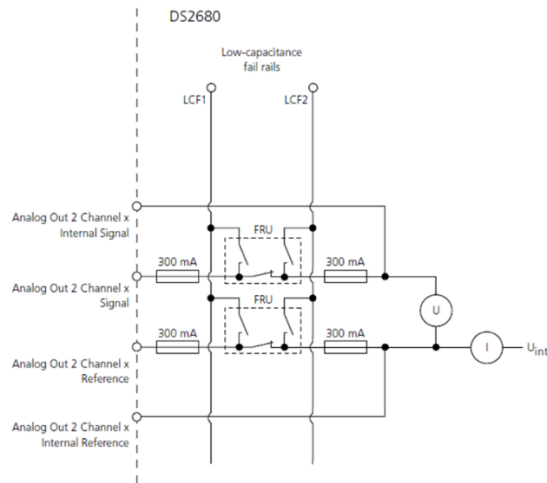 DS2680
Low-capacitance
fail rails
LCF1
LCF2
Analog Out 2 Channel x
Internal Signal
FRU
300 mA
300 mA
Analog Out 2 Channel x
Signal
FRU
U
300 mA
300 mA
I
Uint
Analog Out 2 Channel x
Reference
Analog Out 2 Channel x
Internal Reference